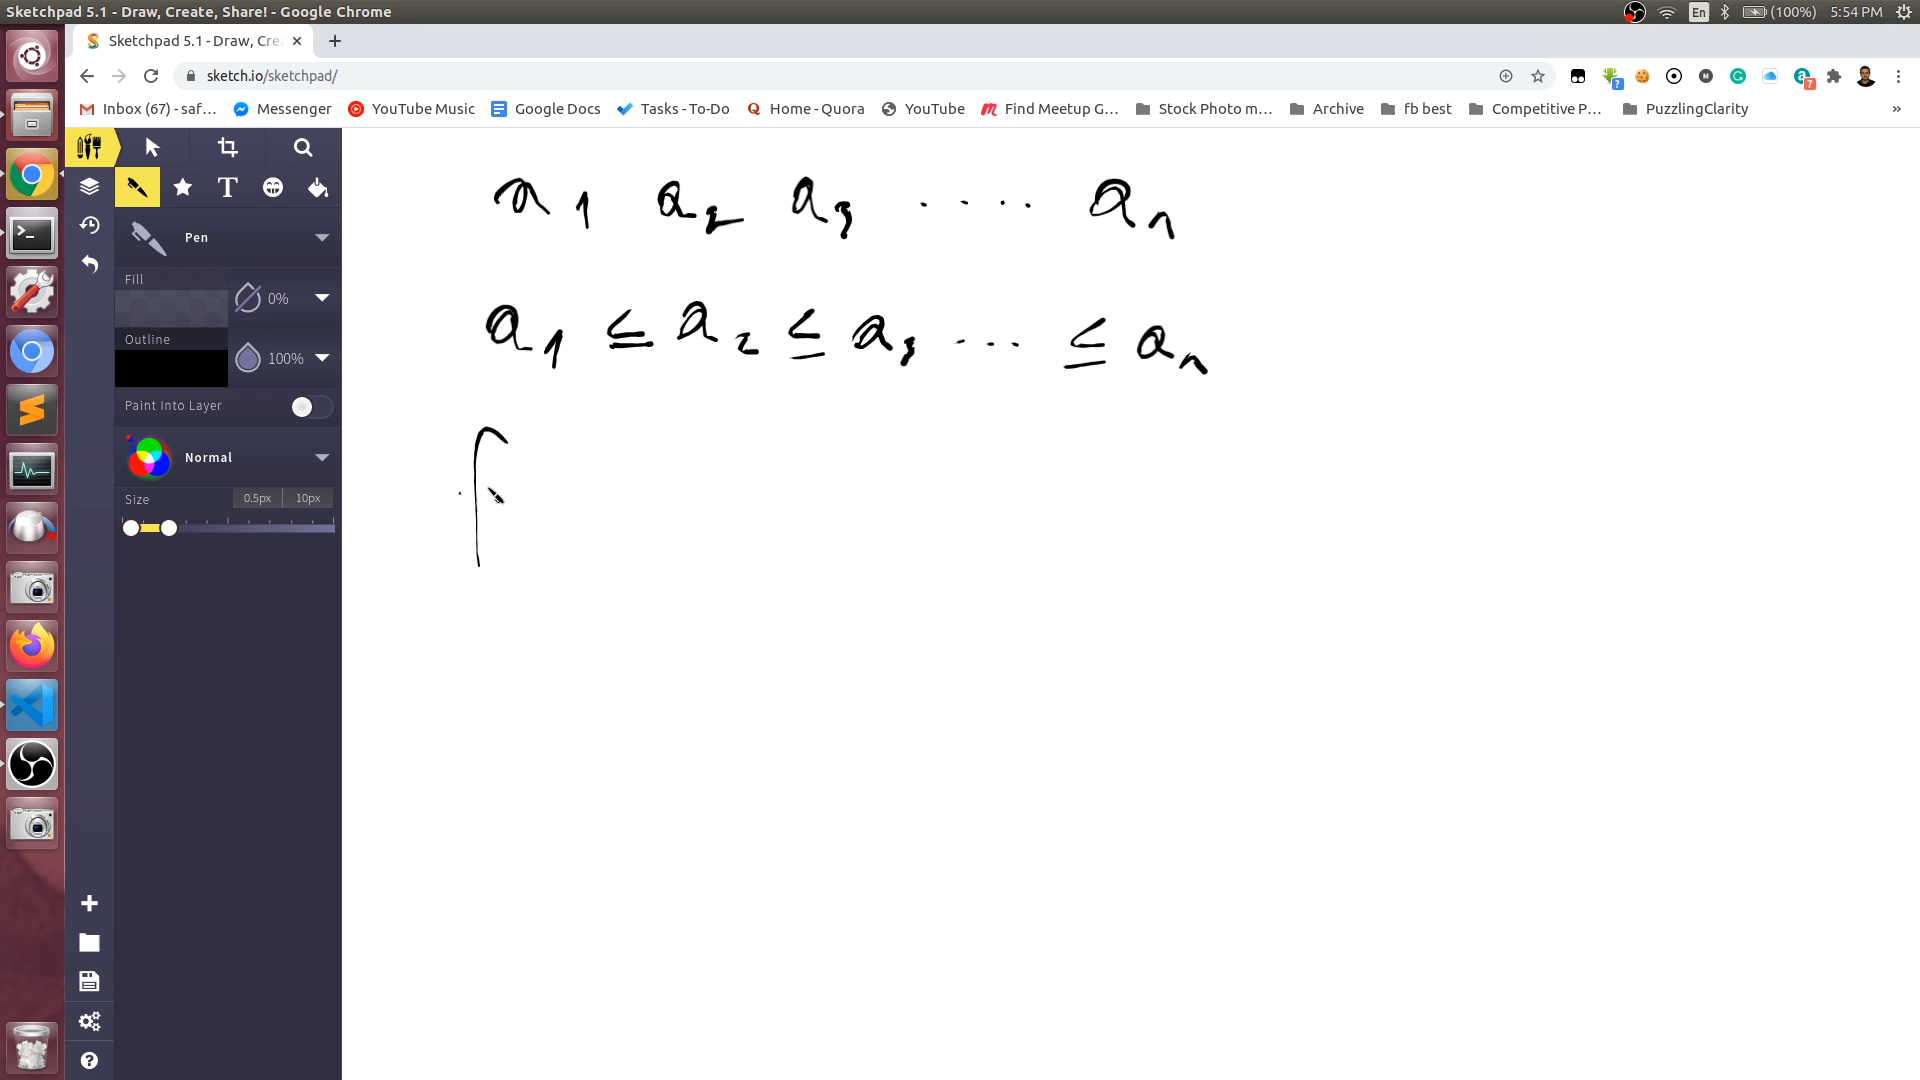 Sketchpad 5.1 - Draw, Create, Share! - Google Chrome En (100%) 5:54 PM
Sketchpad 5.1 - Draw, Cre
sketch.io/sketchpad/
Inbox (67) - saf... Messenger YouTube Music Google Docs Tasks - To-Do Home - Quora YouTube Find Meetup G... Stock Photo m... Archive fb best Competitive P... PuzzlingClarity »
a1 a2 a3 .... an
Pen
Fill
0%
a1 ≤ a2 ≤ a3 ... ≤ an
Outline
100%
Paint Into Layer
Normal
Size 0.5px 10px
f